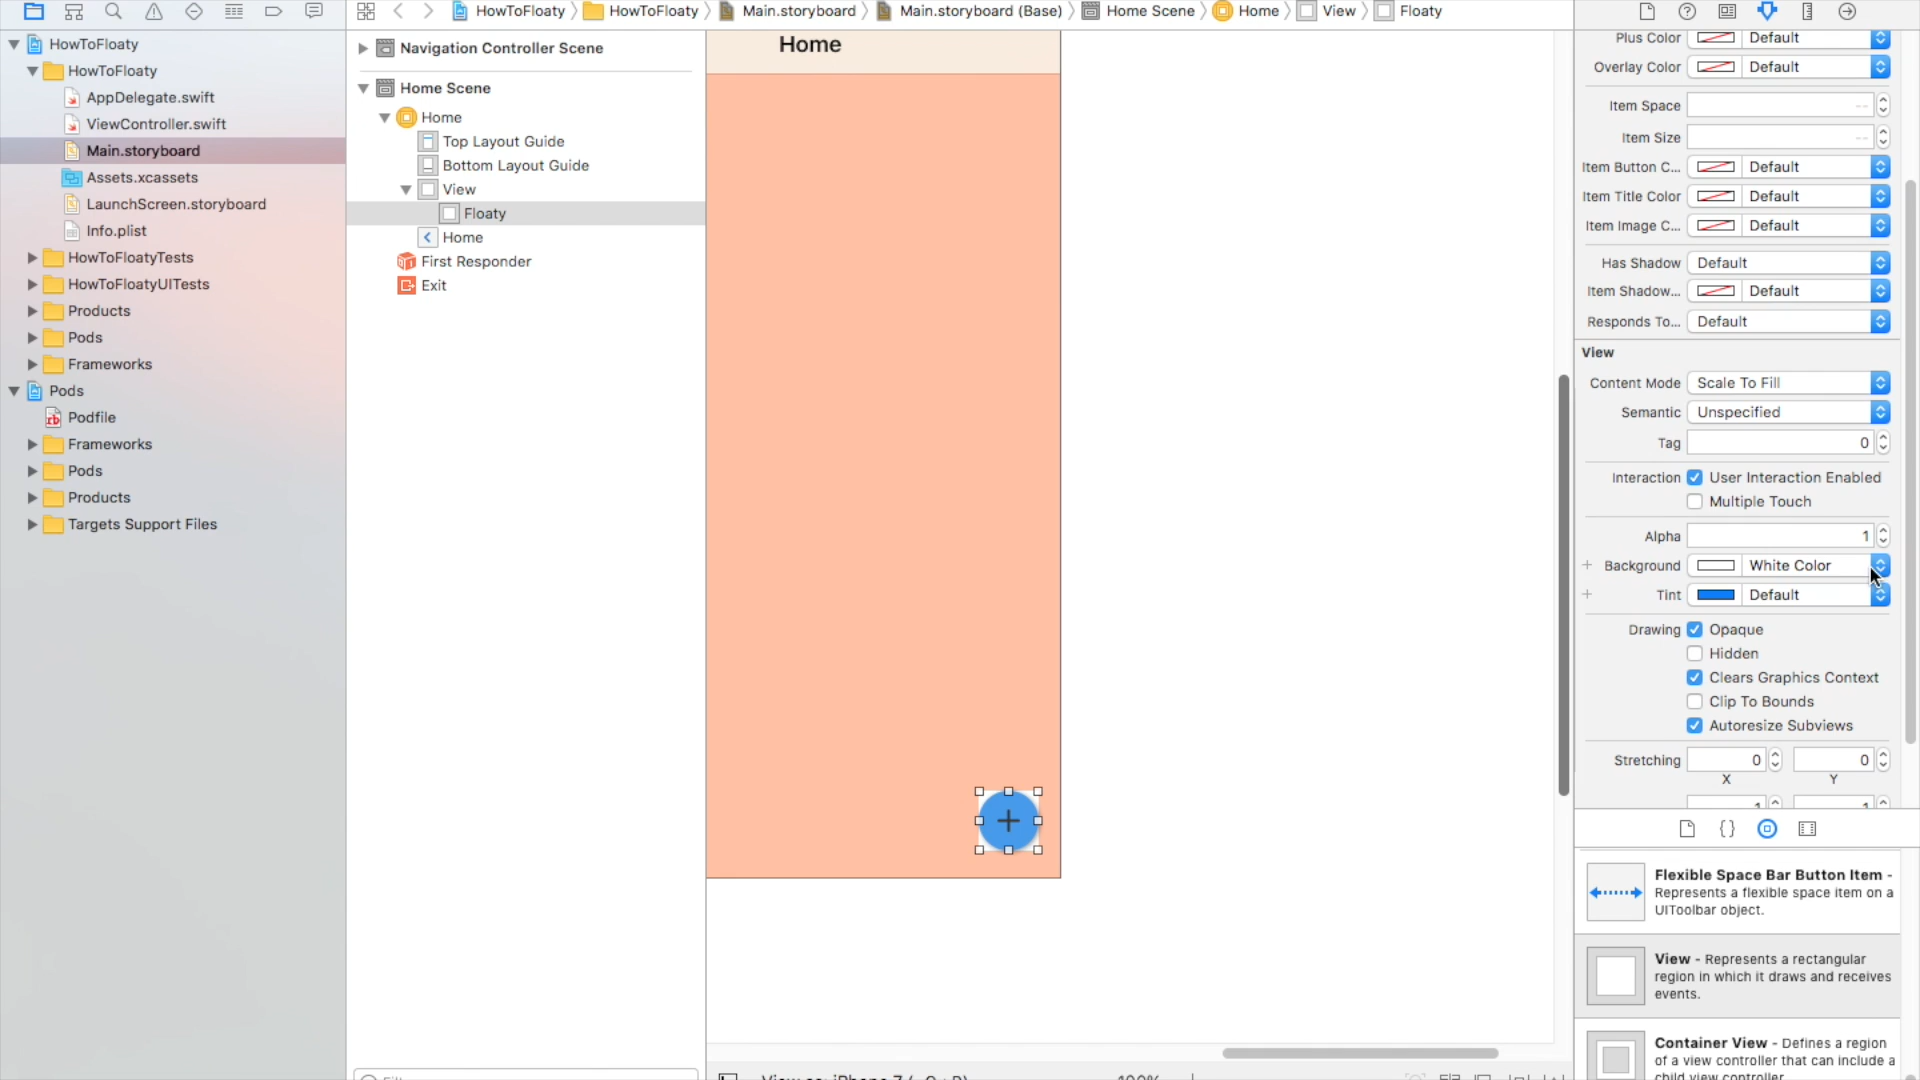 HowToFloaty
HowToFloaty
Main.storyboard
Main.storyboard (Base)
Home Scene
Home
View
Floaty
HowToFloaty
HowToFloaty
AppDelegate.swift
ViewController.swift
Main.storyboard
Assets.xcassets
LaunchScreen.storyboard
Info.plist
HowToFloatyTests
HowToFloatyUITests
Products
Pods
Frameworks
Pods
Podfile
Frameworks
Pods
Products
Targets Support Files
Navigation Controller Scene
Home Scene
Home
Top Layout Guide
Bottom Layout Guide
View
Floaty
Home
First Responder
Exit
Home
Plus Color Default
Overlay Color Default
Item Space --
Item Size --
Item Button C... Default
Item Title Color Default
Item Image C... Default
Has Shadow Default
Item Shadow... Default
Responds To... Default
View
Content Mode Scale To Fill
Semantic Unspecified
Tag 0
Interaction User Interaction Enabled
Multiple Touch
Alpha 1
+ Background White Color
+ Tint Default
Drawing Opaque
Hidden
Clears Graphics Context
Clip To Bounds
Autoresize Subviews
Stretching 0 0
X Y
Flexible Space Bar Button Item -
Represents a flexible space item on a
UIToolbar object.
View - Represents a rectangular
region in which it draws and receives
events.
Container View - Defines a region
of a view controller that can include a
child view controller.